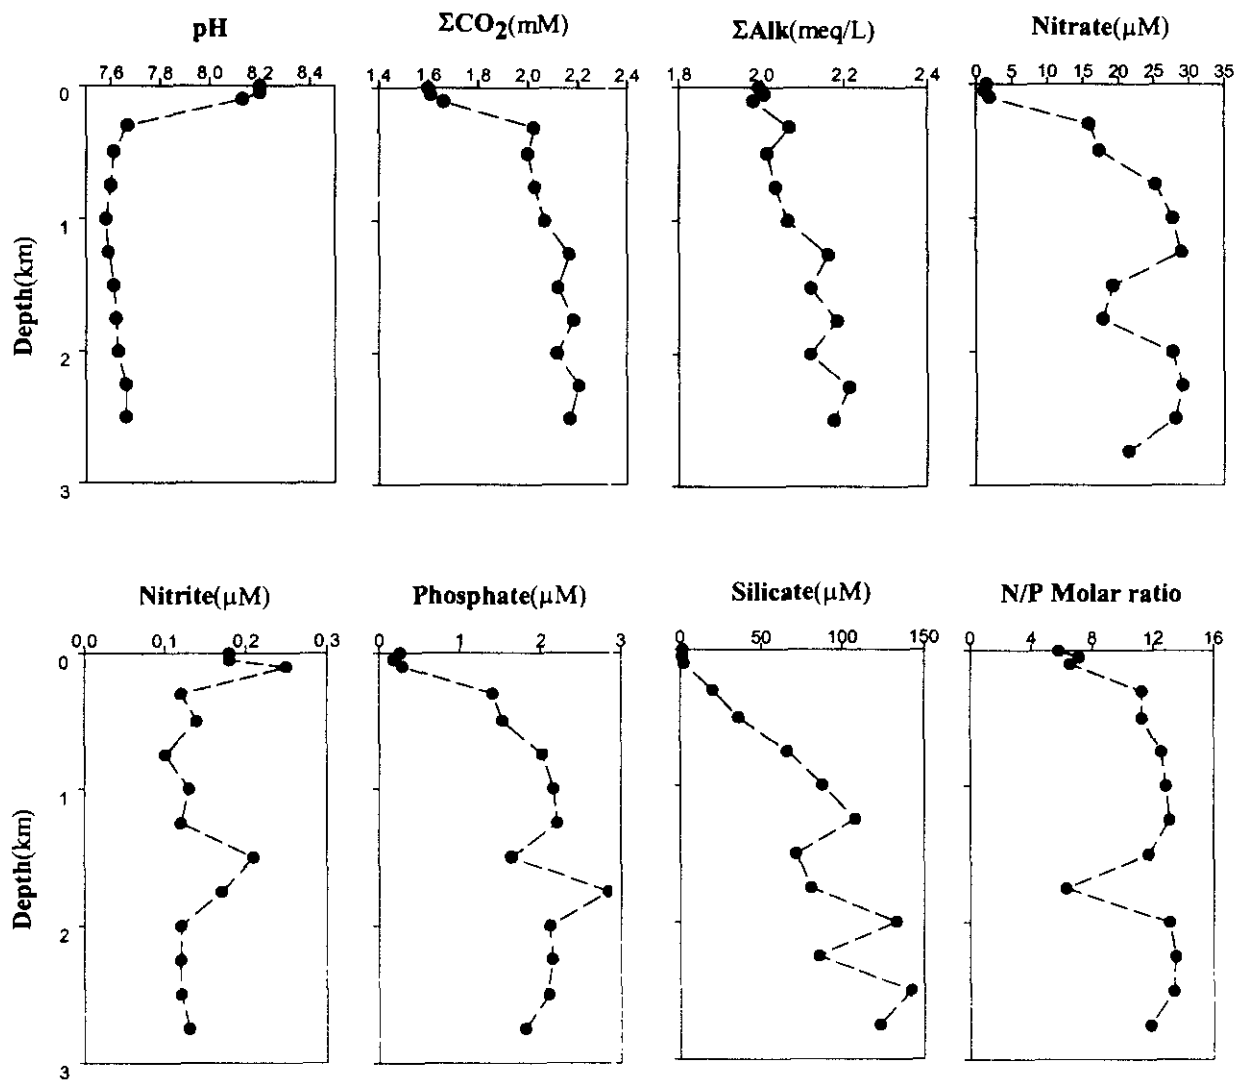 pH ΣCO2(mM) ΣAlk(meq/L) Nitrate(μM)
7,6 7,8 8,0 8,2 8,4 1,4 1,6 1,8 2,0 2,2 2,4 1,8 2,0 2,2 2,4 0 5 10 15 20 25 30 35
0
1
Depth(km)
2
3
Nitrite(μM) Phosphate(μM) Silicate(μM) N/P Molar ratio
0,0 0,1 0,2 0,3 0 1 2 3 0 50 100 150 4 8 12 16
0
1
Depth(km)
2
3